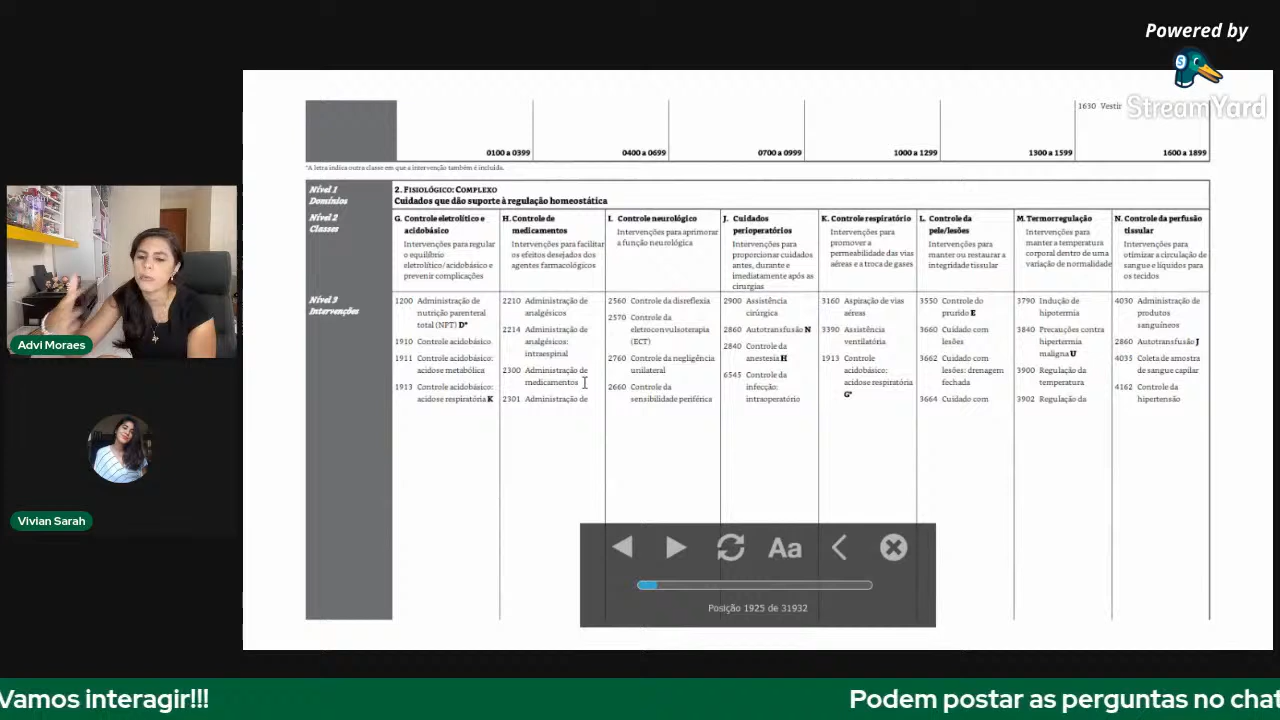 Powered by
StreamYard
1630 Vestir
0100 a 0399
0400 a 0699
0700 a 0999
1000 a 1299
1300 a 1599
1600 a 1899
*A letra indica outra classe em que a intervenção também é incluída.
Nível 1
Domínios
2. FISIOLÓGICO: COMPLEXO
Cuidados que dão suporte à regulação homeostática
Nível 2
Classes
G. Controle eletrolítico e
acidobásico
Intervenções para regular
o equilíbrio
eletrolítico/acidobásico e
prevenir complicações
H. Controle de
medicamentos
Intervenções para facilitar
os efeitos desejados dos
agentes farmacológicos
I. Controle neurológico
Intervenções para aprimorar
a função neurológica
J. Cuidados
perioperatórios
Intervenções para
proporcionar cuidados
antes, durante e
imediatamente após as
cirurgias
K. Controle respiratório
Intervenções para
promover a
permeabilidade das vias
aéreas e a troca de gases
L. Controle da
pele/lesões
Intervenções para
manter ou restaurar a
integridade tissular
M. Termorregulação
Intervenções para
manter a temperatura
corporal dentro de uma
variação de normalidade
N. Controle da perfusão
tissular
Intervenções para
otimizar a circulação de
sangue e líquidos para
os tecidos
Nível 3
Intervenções
1200 Administração de
nutrição parenteral
total (NPT) D*
1910 Controle acidobásico
1911 Controle acidobásico:
acidose metabólica
1913 Controle acidobásico:
acidose respiratória K
2210 Administração de
analgésicos
2214 Administração de
analgésicos:
intraespinal
2300 Administração de
medicamentos
2301 Administração de
2560 Controle da disreflexia
2570 Controle da
eletroconvulsoterapia
(ECT)
2760 Controle da negligência
unilateral
2660 Controle da
sensibilidade periférica
2900 Assistência
cirúrgica
2860 Autotransfusão N
2840 Controle da
anestesia H
6545 Controle da
infecção:
intraoperatório
3160 Aspiração de vias
aéreas
3390 Assistência
ventilatória
1913 Controle
acidobásico:
acidose respiratória
G*
3550 Controle do
prurido E
3660 Cuidado com
lesões
3662 Cuidado com
lesões: drenagem
fechada
3664 Cuidado com
3790 Indução de
hipotermia
3840 Precauções contra
hipertermia
maligna U
3900 Regulação da
temperatura
3902 Regulação da
4030 Administração de
produtos
sanguíneos
2860 Autotransfusão J
4035 Coleta de amostra
de sangue capilar
4162 Controle da
hipertensão
Advi Moraes
Vivian Sarah
Aa
Posição 1925 de 31932
Vamos interagir!!!
Podem postar as perguntas no chat